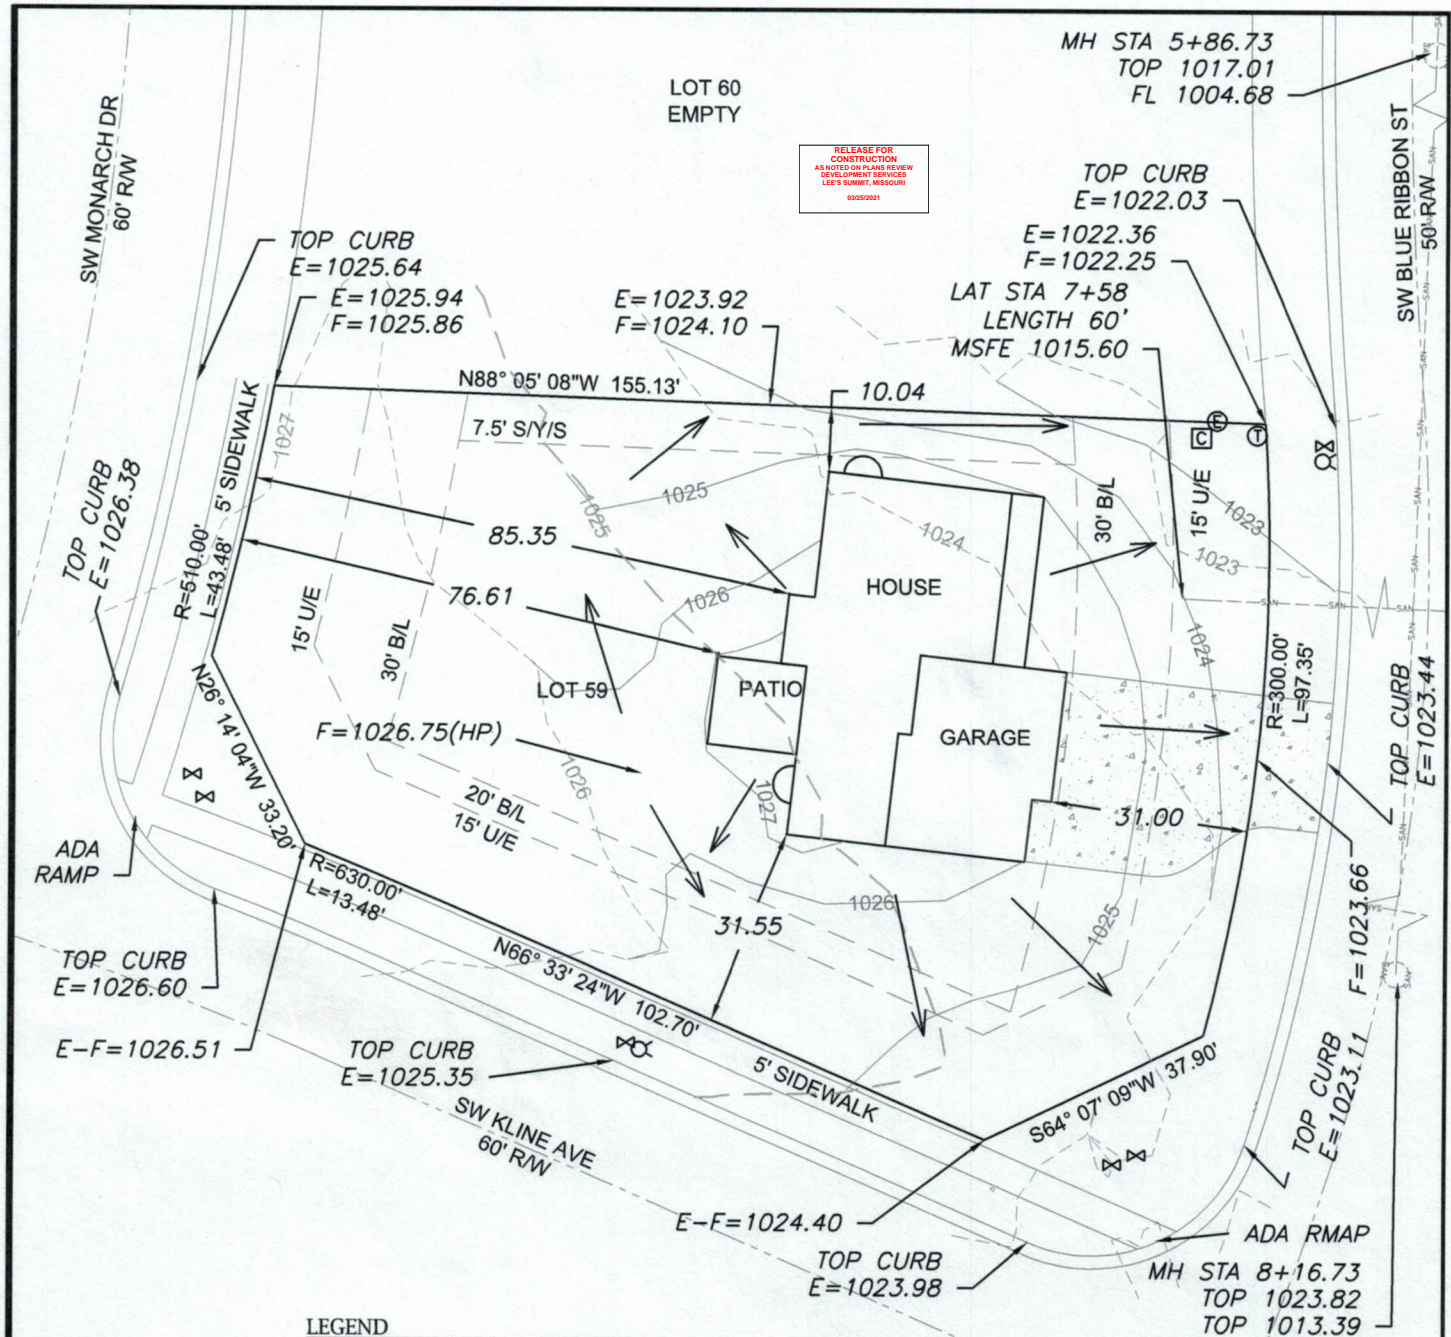 MH STA 5+86.73
TOP 1017.01
FL 1004.68
LOT 60
EMPTY
SW MONARCH DR
60' R/W
RELEASE FOR
CONSTRUCTION
AS NOTED ON PLANS REVIEW
DEVELOPMENT SERVICES
LEE'S SUMMIT, MISSOURI
03/25/2021
SW BLUE RIBBON ST
50' R/W
TOP CURB
E=1022.03
E=1022.36
F=1022.25
LAT STA 7+58
LENGTH 60'
MSFE 1015.60
TOP CURB
E=1025.64
E=1025.94
F=1025.86
E=1023.92
F=1024.10
N88° 05' 08"W 155.13'
10.04
7.5' S/Y/S
5' SIDEWALK
1027
E
C
T
TOP CURB
E=1026.38
R=510.00'
L=43.48'
1025
1025
85.35
76.61
1026
1024
HOUSE
30' B/L
15' U/E
1023
1023
1024
SAN
SAN
SAN
SAN
SAN
SAN
SAN
SAN
SAN
SAN
15' U/E
30' B/L
LOT 59
PATIO
F=1026.75(HP)
GARAGE
R=300.00'
L=97.35'
TOP CURB
E=1023.44
N26° 14' 04"W 33.20'
1026
1027
20' B/L
15' U/E
31.00
ADA
RAMP
R=630.00'
L=13.48'
31.55
1026
1025
F=1023.66
TOP CURB
E=1026.60
N66° 33' 24"W 102.70'
E-F=1026.51
TOP CURB
E=1025.35
5' SIDEWALK
SW KLINE AVE
60' R/W
S64° 07' 09"W 37.90'
TOP CURB
E=1023.11
E-F=1024.40
TOP CURB
E=1023.98
ADA RMAP
MH STA 8+16.73
TOP 1023.82
TOP 1013.39
LEGEND